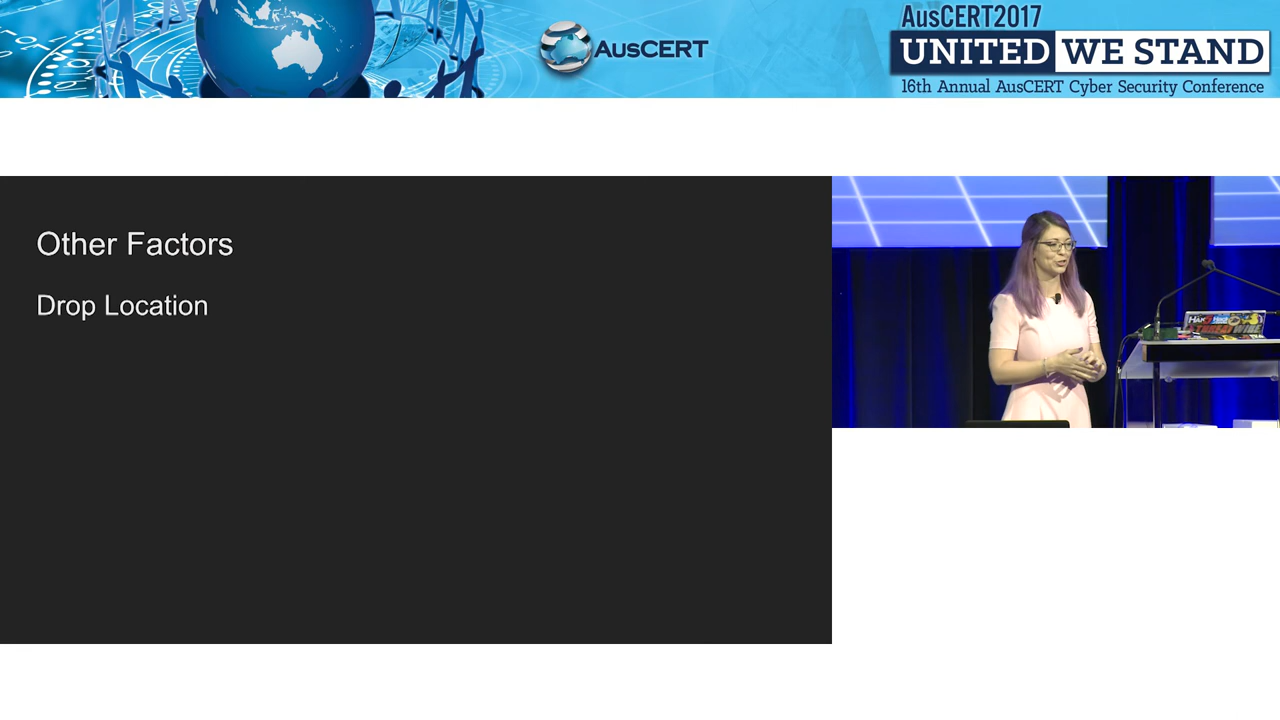 AusCERT
AusCERT2017
UNITED WE STAND
16th Annual AusCERT Cyber Security Conference
Other Factors
Drop Location